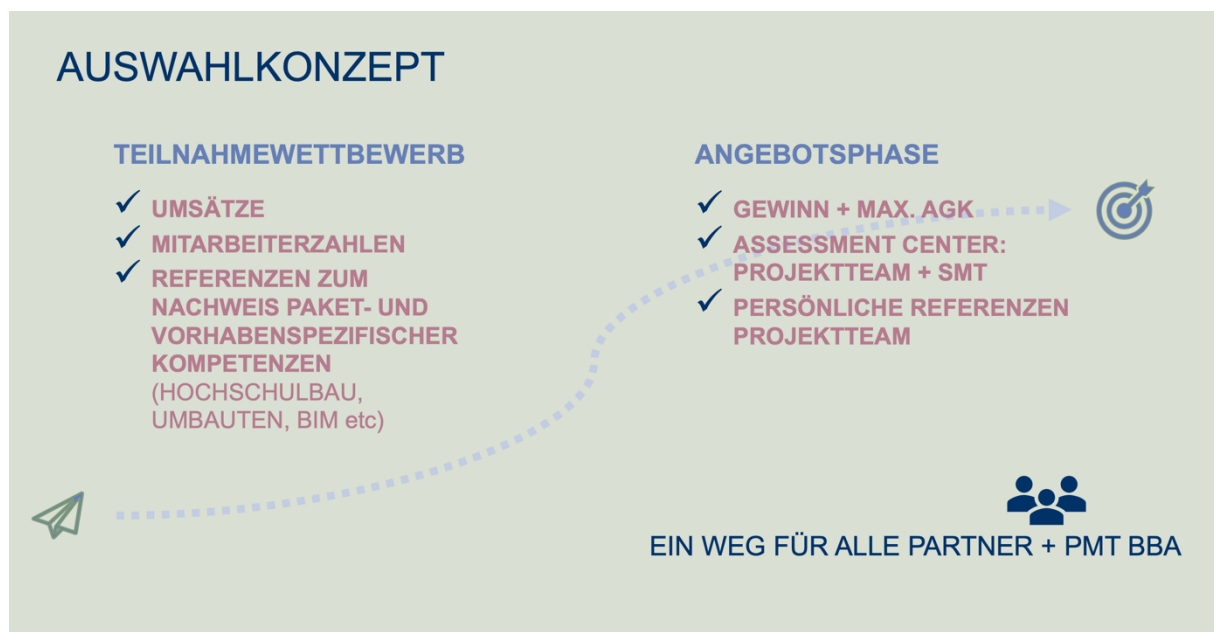 AUSWAHLKONZEPT
TEILNAHMEWETTBEWERB
UMSÄTZE
MITARBEITERZAHLEN
REFERENZEN ZUM
NACHWEIS PAKET- UND
VORHABENSPEZIFISCHER
KOMPETENZEN
(HOCHSCHULBAU,
UMBAUTEN, BIM etc)
ANGEBOTSPHASE
GEWINN + MAX. AGK
ASSESSMENT CENTER:
PROJEKTTEAM + SMT
PERSÖNLICHE REFERENZEN
PROJEKTTEAM
EIN WEG FÜR ALLE PARTNER + PMT BBA